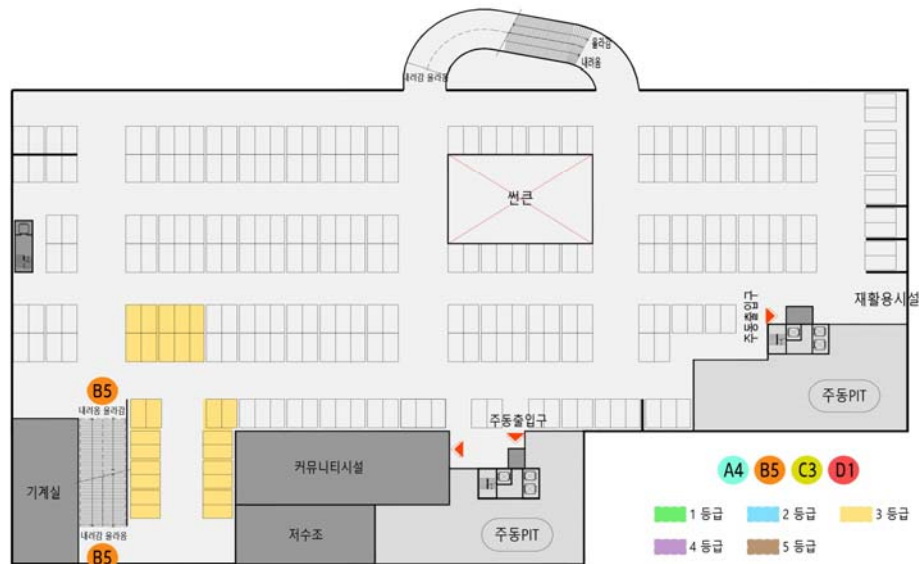 올라감
내려옴
내려감 올라옴
썬큰
재활용시설
주동출입구
B5
내려옴 올라감
주동출입구
주동PIT
기계실
커뮤니티시설
A4 B5 C3 D1
1 등급 2 등급 3 등급
저수조
주동PIT
4 등급 5 등급
내려감 올라옴
B5